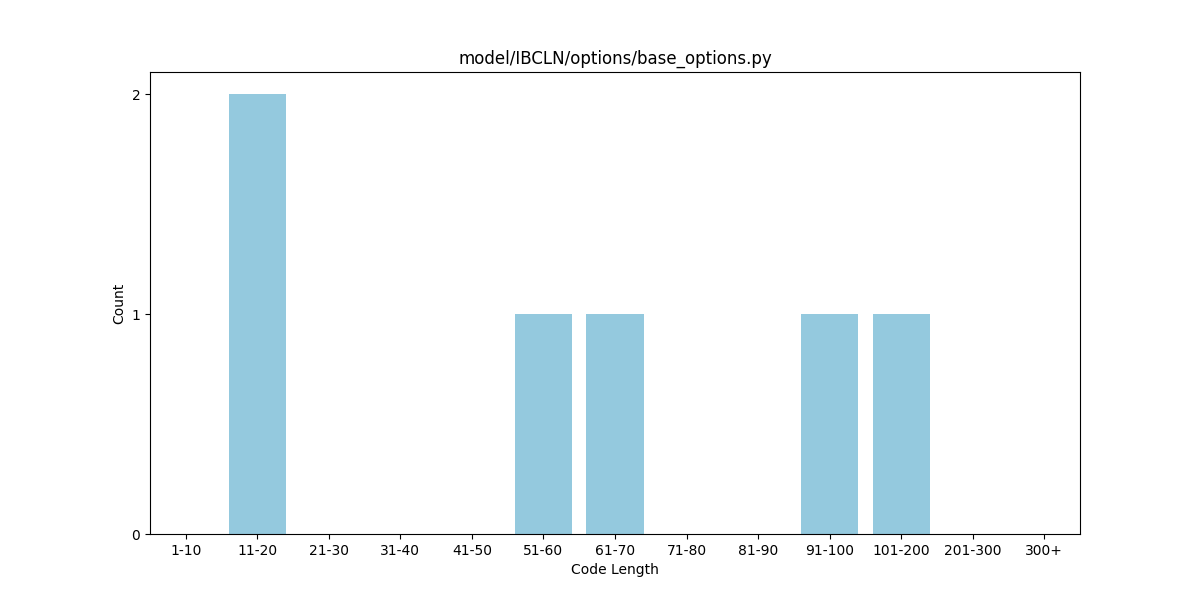 model/IBCLN/options/base_options.py
Count
2
1
0
1-10 11-20 21-30 31-40 41-50 51-60 61-70 71-80 81-90 91-100 101-200 201-300 300+
Code Length